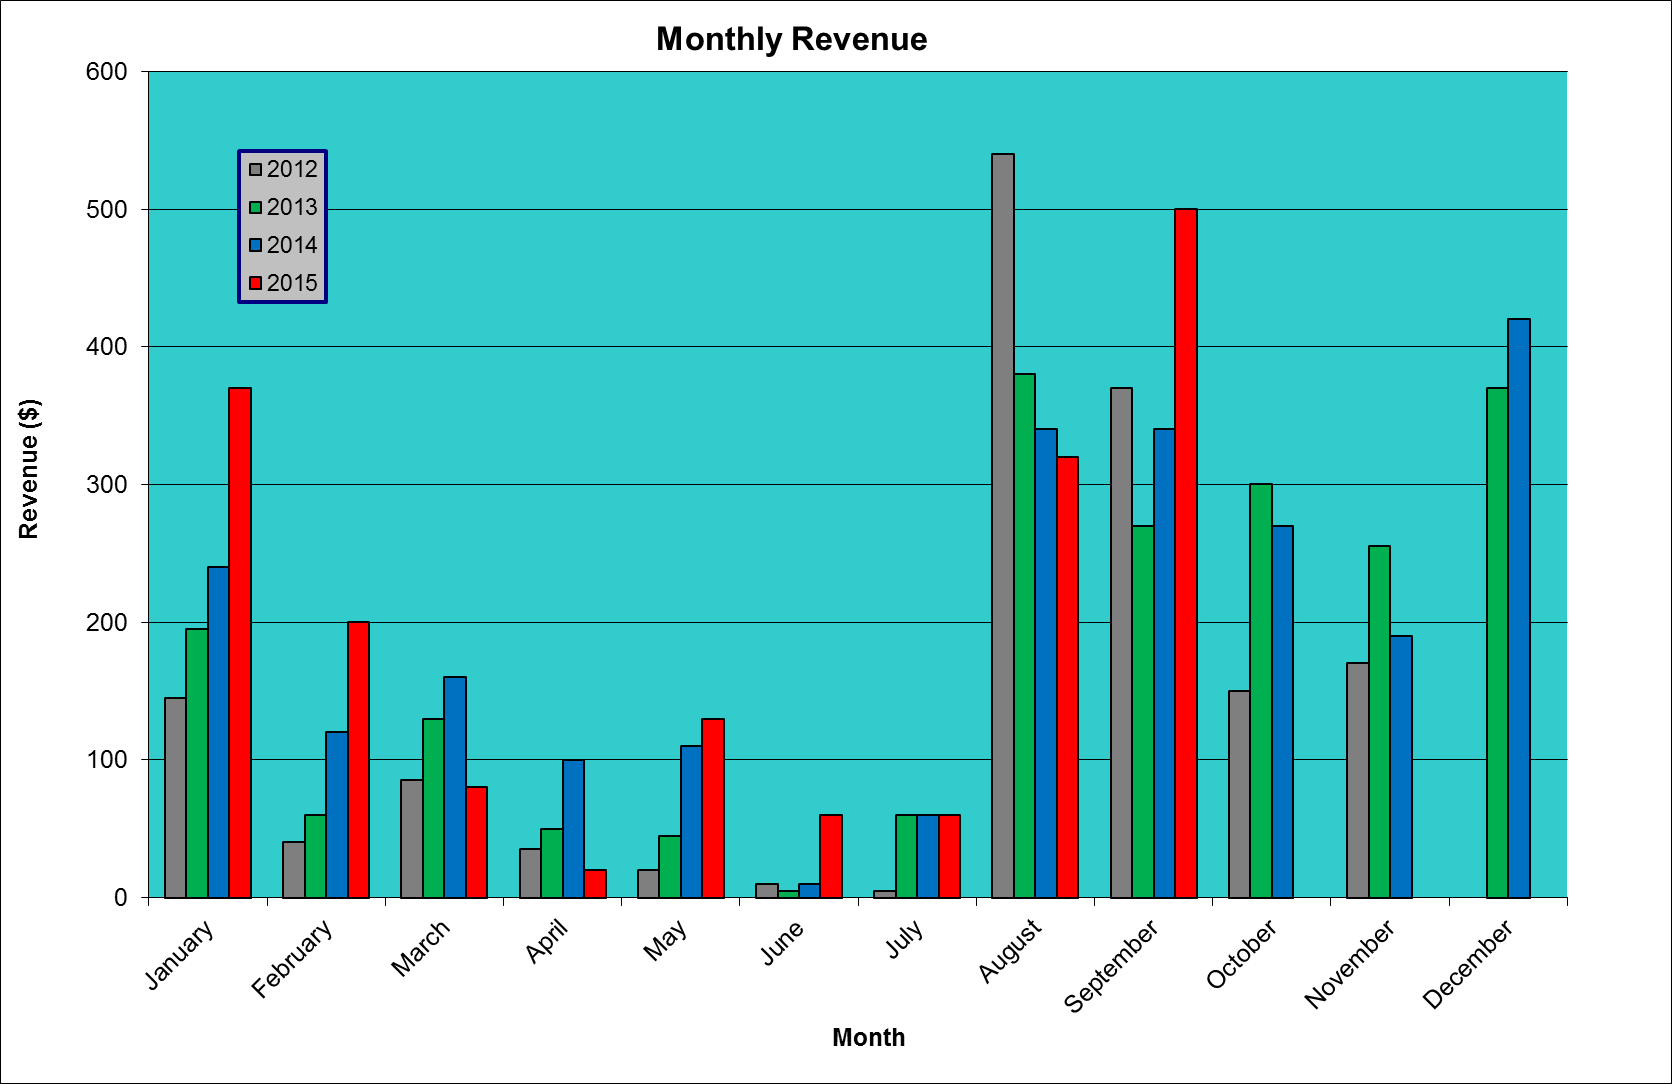 Monthly Revenue
600
500
400
300
200
100
0
Revenue ($)
2012
2013
2014
2015
January
February
March
April
May
June
July
August
September
October
November
December
Month